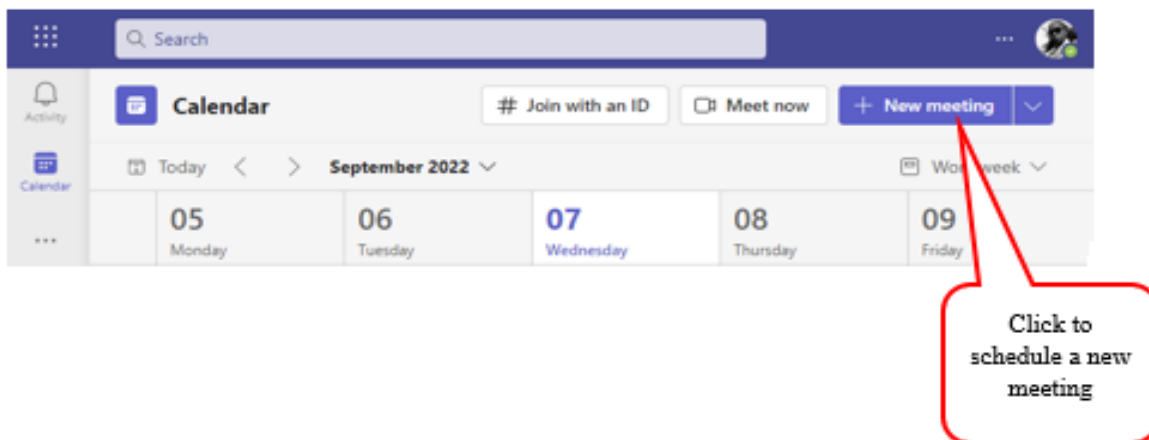 Search
...
Activity
Calendar
# Join with an ID
Meet now
+ New meeting
Calendar
Today < > September 2022
Work week
...
05
Monday
06
Tuesday
07
Wednesday
08
Thursday
09
Friday
Click to
schedule a new
meeting